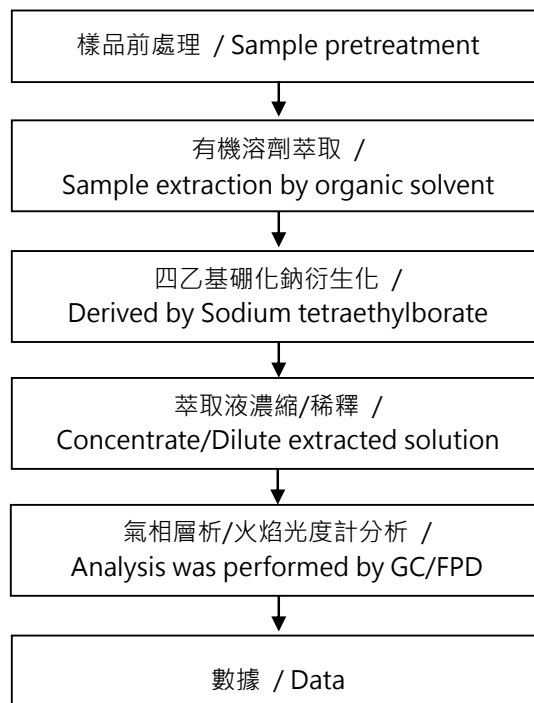 樣品前處理 / Sample pretreatment
有機溶劑萃取 /
Sample extraction by organic solvent
四乙基硼化鈉衍生化 /
Derived by Sodium tetraethylborate
萃取液濃縮/稀釋 /
Concentrate/Dilute extracted solution
氣相層析/火焰光度計分析 /
Analysis was performed by GC/FPD
數據 / Data